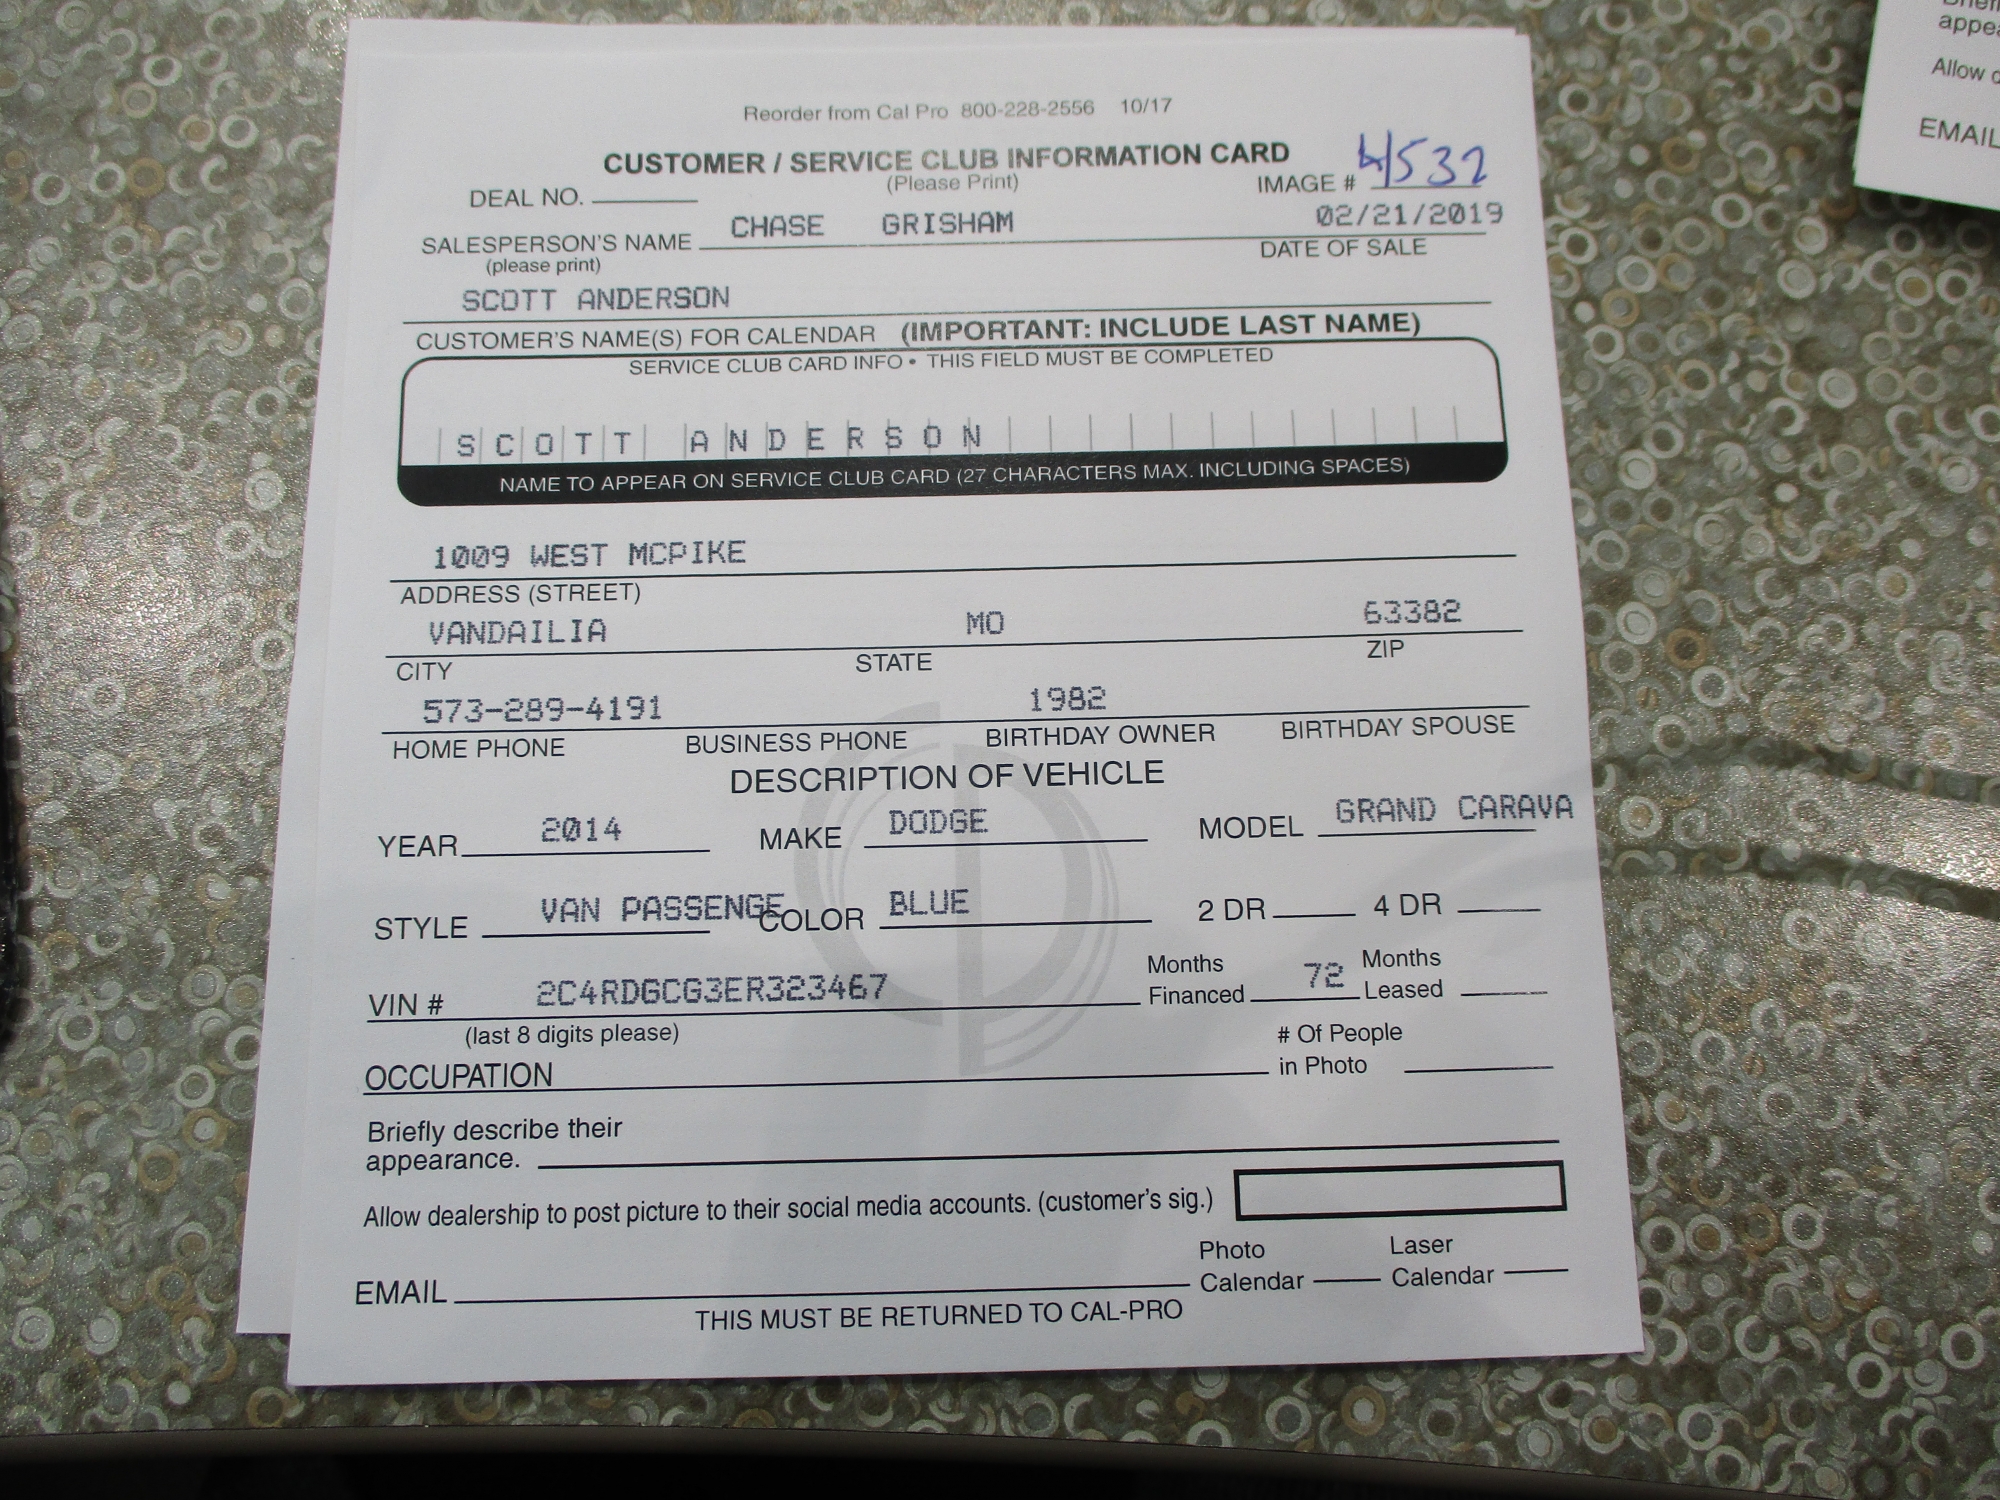 Reorder from Cal Pro 800-228-2556 10/17
CUSTOMER / SERVICE CLUB INFORMATION CARD
(Please Print)
DEAL NO.
IMAGE # 4532
CHASE GRISHAM 02/21/2019
SALESPERSON'S NAME DATE OF SALE
(please print)
SCOTT ANDERSON
CUSTOMER'S NAME(S) FOR CALENDAR (IMPORTANT: INCLUDE LAST NAME)
SERVICE CLUB CARD INFO • THIS FIELD MUST BE COMPLETED
SCOTT ANDERSON
NAME TO APPEAR ON SERVICE CLUB CARD (27 CHARACTERS MAX. INCLUDING SPACES)
1009 WEST MCPIKE
ADDRESS (STREET)
VANDAILIA MO 63382
CITY STATE ZIP
573-289-4191 1982
HOME PHONE BUSINESS PHONE BIRTHDAY OWNER BIRTHDAY SPOUSE
DESCRIPTION OF VEHICLE
YEAR 2014 MAKE DODGE MODEL GRAND CARAVA
STYLE VAN PASSENGE COLOR BLUE 2 DR 4 DR
VIN # 2C4RDGCG3ER323467 Months Financed 72 Months Leased
(last 8 digits please)
OCCUPATION # Of People in Photo
Briefly describe their
appearance.
Allow dealership to post picture to their social media accounts. (customer's sig.)
EMAIL Photo Calendar Laser Calendar
THIS MUST BE RETURNED TO CAL-PRO
appea
Allow d
EMAIL